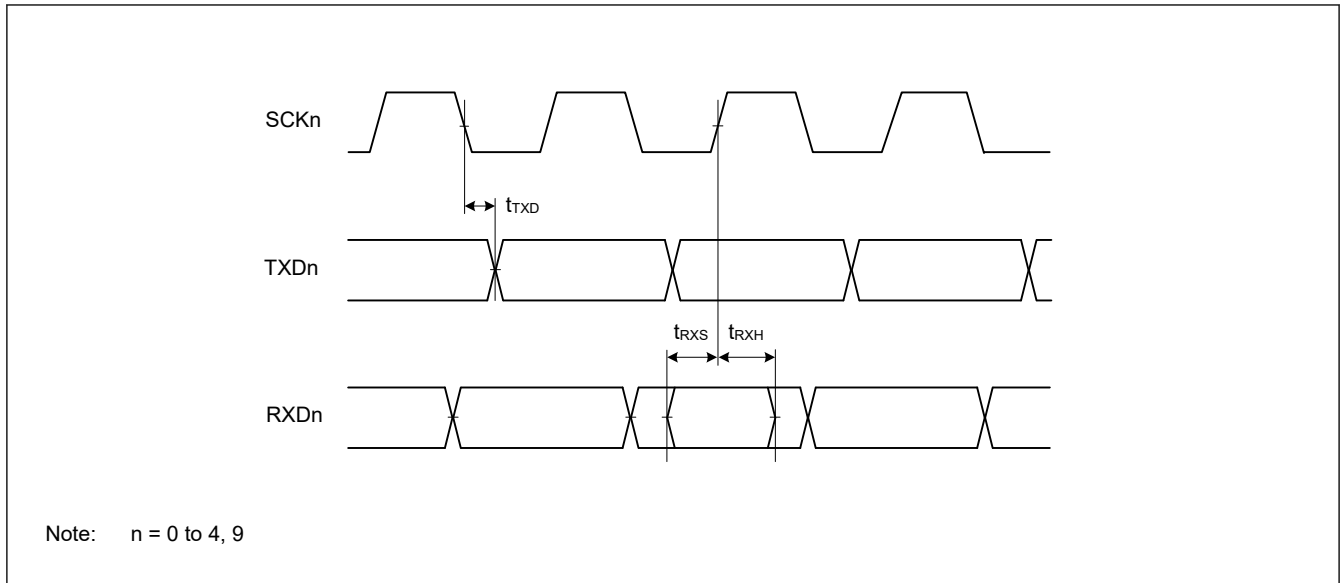 SCKn
tTXD
TXDn
tRXS tRXH
RXDn
Note: n = 0 to 4, 9